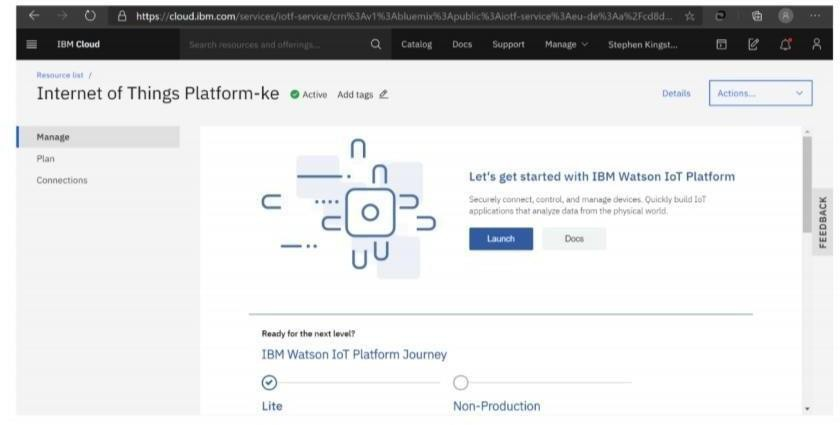 https://cloud.ibm.com/services/iotf-service/crn%3Av1%3Abluemix%3Apublic%3Aiotf-service%3Aeu-de%3Aa%2Fcd8d...
IBM Cloud
Search resources and offerings...
Catalog
Docs
Support
Manage
Stephen Kingst...
Resource list /
Internet of Things Platform-ke
Active
Add tags
Details
Actions...
Manage
Plan
Connections
Let's get started with IBM Watson IoT Platform
Securely connect, control, and manage devices. Quickly build IoT
applications that analyze data from the physical world.
Launch
Docs
FEEDBACK
Ready for the next level?
IBM Watson IoT Platform Journey
Lite
Non-Production